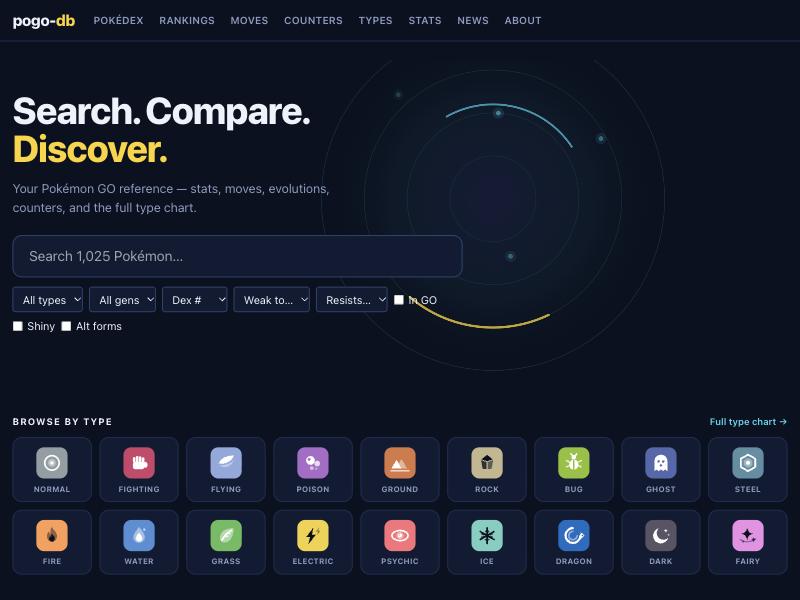 pogo-db POKÉDEX RANKINGS MOVES COUNTERS TYPES STATS NEWS ABOUT
Search. Compare.
Discover.
Your Pokémon GO reference — stats, moves, evolutions,
counters, and the full type chart.
Search 1,025 Pokémon...
All types All gens Dex # Weak to... Resists... In GO
Shiny Alt forms
BROWSE BY TYPE Full type chart →
NORMAL FIGHTING FLYING POISON GROUND ROCK BUG GHOST STEEL
FIRE WATER GRASS ELECTRIC PSYCHIC ICE DRAGON DARK FAIRY